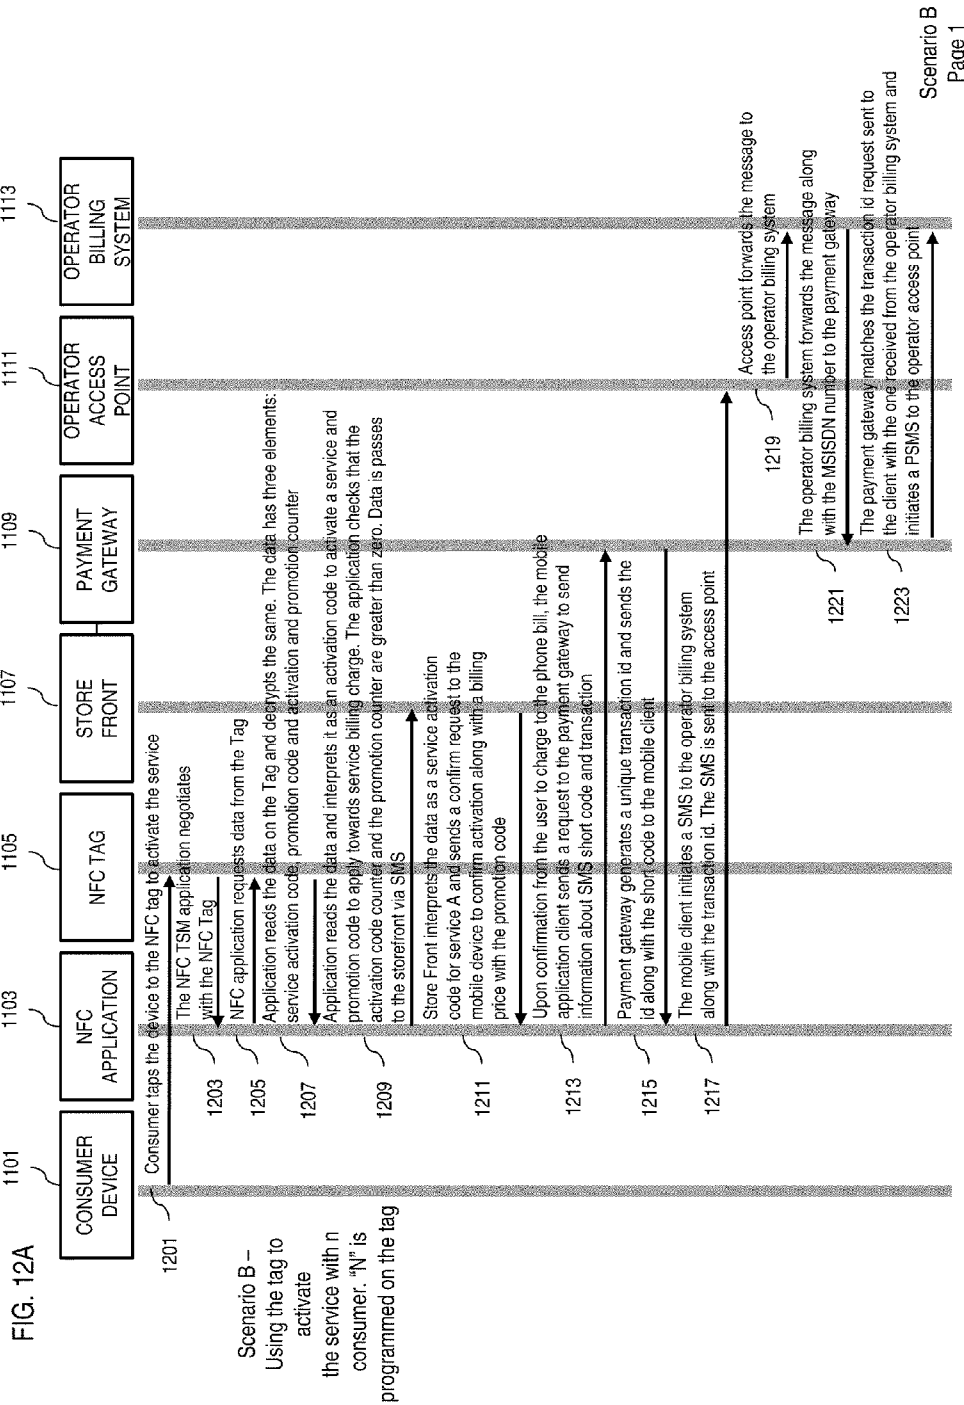 FIG. 12A
1101
1103
1105
1107
1109
1111
1113
CONSUMER
DEVICE
NFC
APPLICATION
NFC TAG
STORE
FRONT
PAYMENT
GATEWAY
OPERATOR
ACCESS
POINT
OPERATOR
BILLING
SYSTEM
Scenario B –
Using the tag to
activate
the service with n
consumer. "N" is
programmed on the tag
1201
Consumer taps the device to the NFC tag to activate the service
1203
The NFC TSM application negotiates
with the NFC Tag
1205
NFC application requests data from the Tag
1207
Application reads the data on the Tag and decrypts the same. The data has three elements:
service activation code, promotion code and activation and promotion counter
1209
Application reads the data and interprets it as an activation code to activate a service and
promotion code to apply towards service billing charge. The application checks that the
activation code counter and the promotion counter are greater than zero. Data is passes
to the storefront via SMS
1211
Store Front interprets the data as a service activation
code for service A and sends a confirm request to the
mobile device to confirm activation along with a billing
price with the promotion code
1213
Upon confirmation from the user to charge to the phone bill, the mobile
application client sends a request to the payment gateway to send
information about SMS short code and transaction
1215
Payment gateway generates a unique transaction id and sends the
id along with the short code to the mobile client
1217
The mobile client initiates a SMS to the operator billing system
along with the transaction id. The SMS is sent to the access point
1219
Access point forwards the message to
the operator billing system
1221
The operator billing system forwards the message along
with the MSISDN number to the payment gateway
1223
The payment gateway matches the transaction id request sent to
the client with the one received from the operator billing system and
initiates a PSMS to the operator access point
Scenario B
Page 1